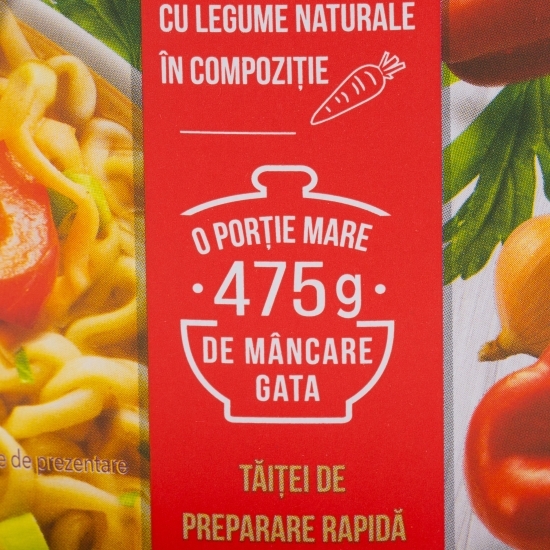 CU LEGUME NATURALE
ÎN COMPOZIȚIE
O PORȚIE MARE
·475g·
DE MÂNCARE
GATA
e de prezentare
TĂIȚEI DE
PREPARARE RAPIDĂ